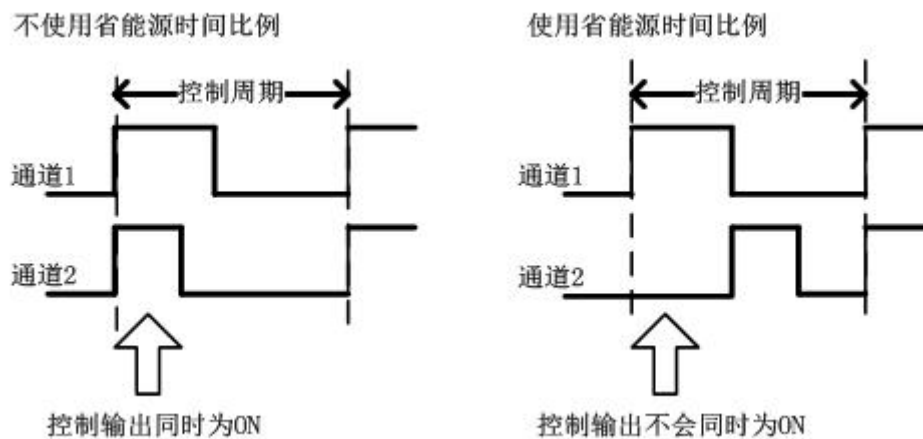 不使用省能源时间比例
使用省能源时间比例
控制周期
控制周期
通道1
通道1
通道2
通道2
控制输出同时为ON
控制输出不会同时为ON